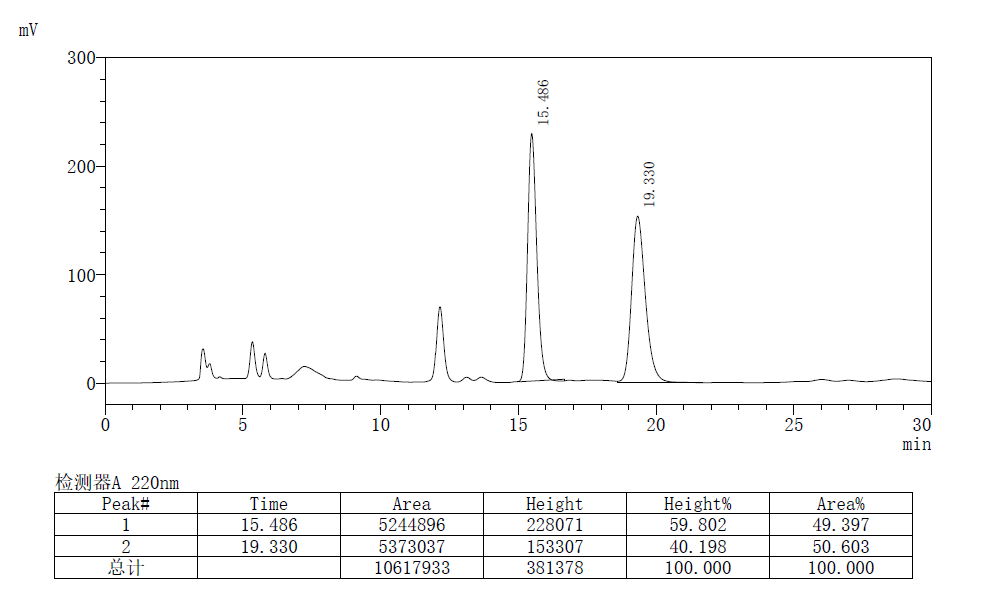 mV
300
200
100
0
15.486
19.330
0 5 10 15 20 25 30
min
检测器A 220nm
Peak# Time Area Height Height% Area%
1 15.486 5244896 228071 59.802 49.397
2 19.330 5373037 153307 40.198 50.603
总计 10617933 381378 100.000 100.000